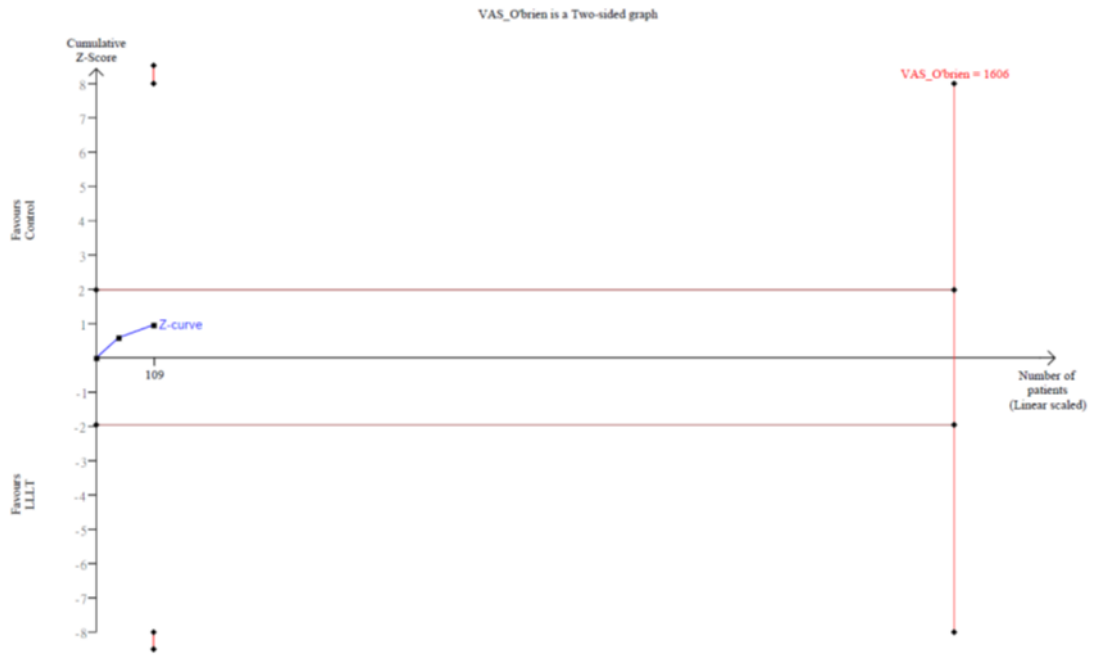 VAS_O'brien is a Two-sided graph
Cumulative
Z-Score
VAS_O'brien = 1606
8
7
6
5
4
3
2
1
-1
-2
-3
-4
-5
-6
-7
-8
Favours
Control
Favours
LLLT
Z-curve
109
Number of
patients
(Linear scaled)